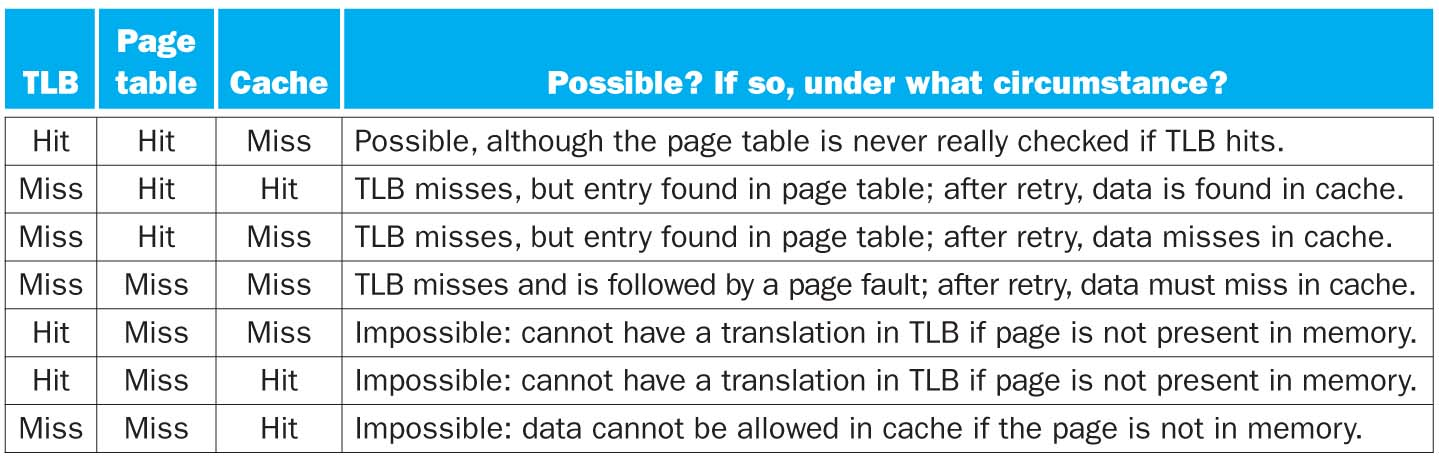 TLB Page table Cache Possible? If so, under what circumstance?
Hit Hit Miss Possible, although the page table is never really checked if TLB hits.
Miss Hit Hit TLB misses, but entry found in page table; after retry, data is found in cache.
Miss Hit Miss TLB misses, but entry found in page table; after retry, data misses in cache.
Miss Miss Miss TLB misses and is followed by a page fault; after retry, data must miss in cache.
Hit Miss Miss Impossible: cannot have a translation in TLB if page is not present in memory.
Hit Miss Hit Impossible: cannot have a translation in TLB if page is not present in memory.
Miss Miss Hit Impossible: data cannot be allowed in cache if the page is not in memory.